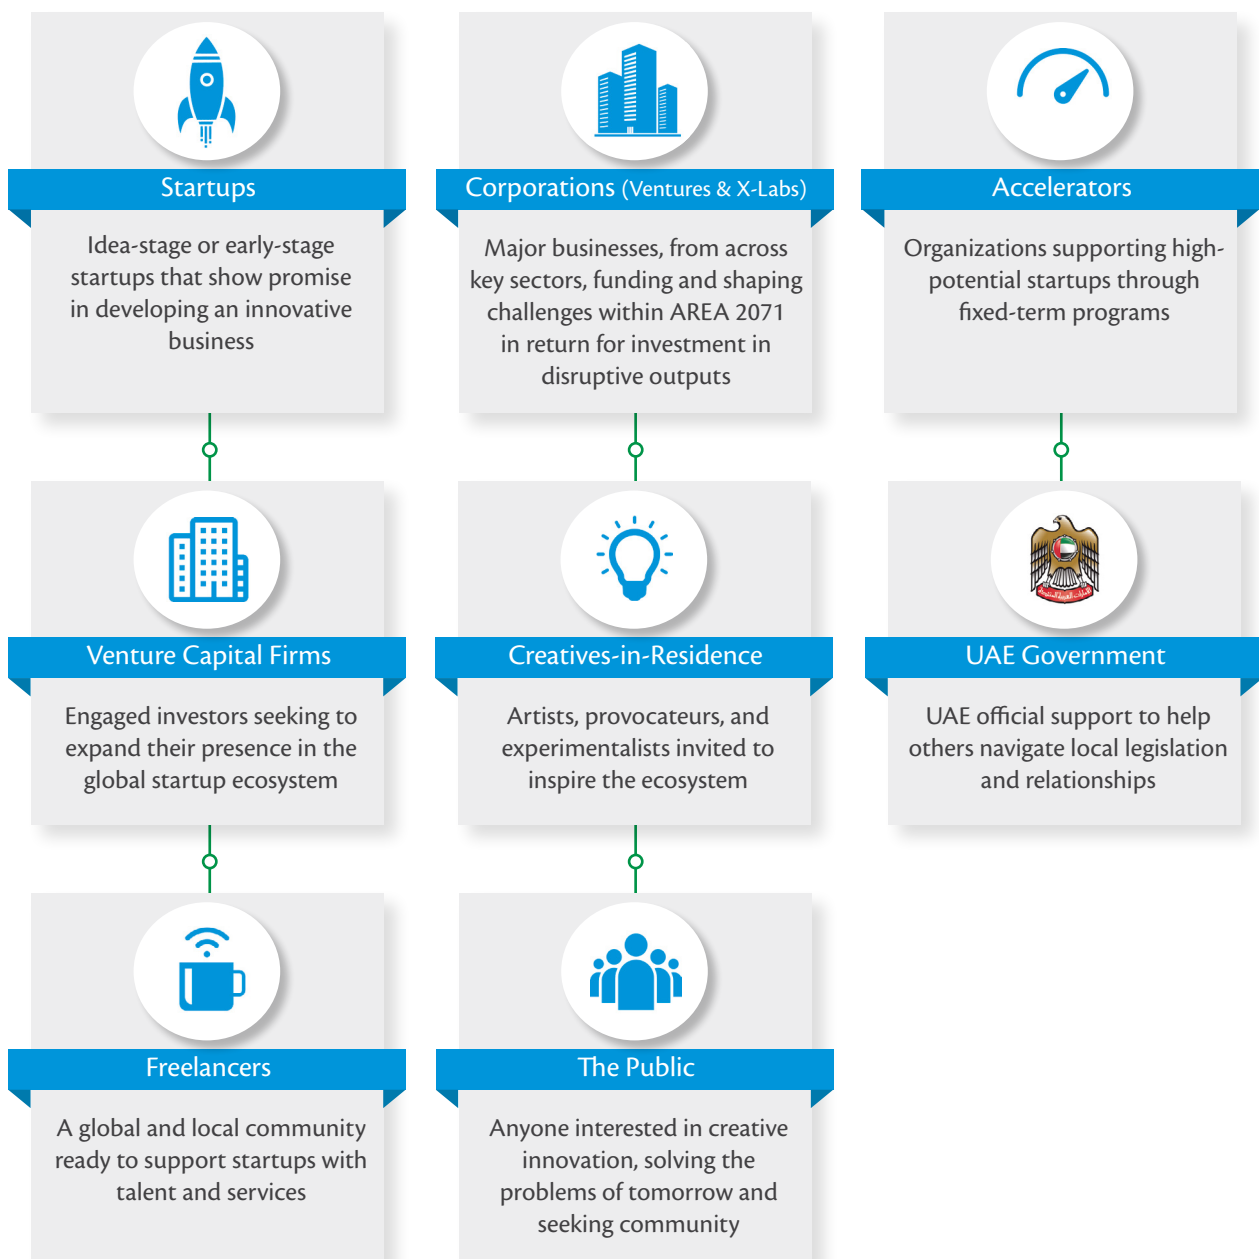 Startups
Idea-stage or early-stage
startups that show promise
in developing an innovative
business
Corporations (Ventures & X-Labs)
Major businesses, from across
key sectors, funding and shaping
challenges within AREA 2071
in return for investment in
disruptive outputs
Accelerators
Organizations supporting high-
potential startups through
fixed-term programs
Venture Capital Firms
Engaged investors seeking to
expand their presence in the
global startup ecosystem
Creatives-in-Residence
Artists, provocateurs, and
experimentalists invited to
inspire the ecosystem
UAE Government
UAE official support to help
others navigate local legislation
and relationships
Freelancers
A global and local community
ready to support startups with
talent and services
The Public
Anyone interested in creative
innovation, solving the
problems of tomorrow and
seeking community